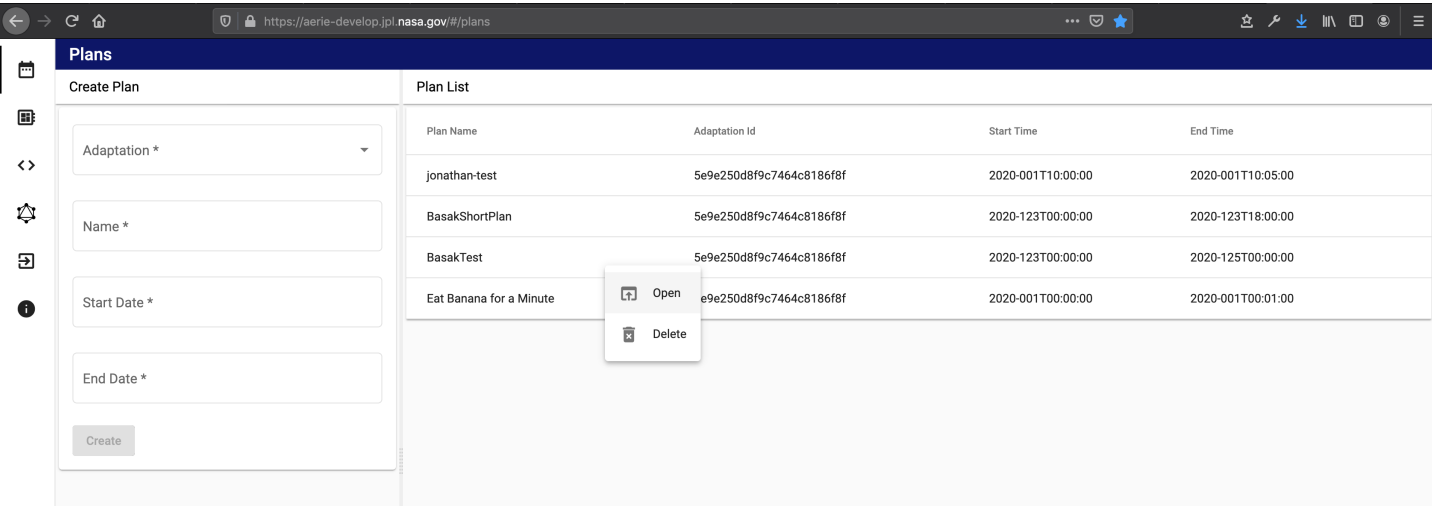 https://aerie-develop.jpl.nasa.gov/#/plans
Plans
Create Plan
Adaptation *
Name *
Start Date *
End Date *
Create
Plan List
Plan Name Adaptation Id Start Time End Time
jonathan-test 5e9e250d8f9c7464c8186f8f 2020-001T10:00:00 2020-001T10:05:00
BasakShortPlan 5e9e250d8f9c7464c8186f8f 2020-123T00:00:00 2020-123T18:00:00
BasakTest 5e9e250d8f9c7464c8186f8f 2020-123T00:00:00 2020-125T00:00:00
Eat Banana for a Minute e9e250d8f9c7464c8186f8f 2020-001T00:00:00 2020-001T00:01:00
Open
Delete